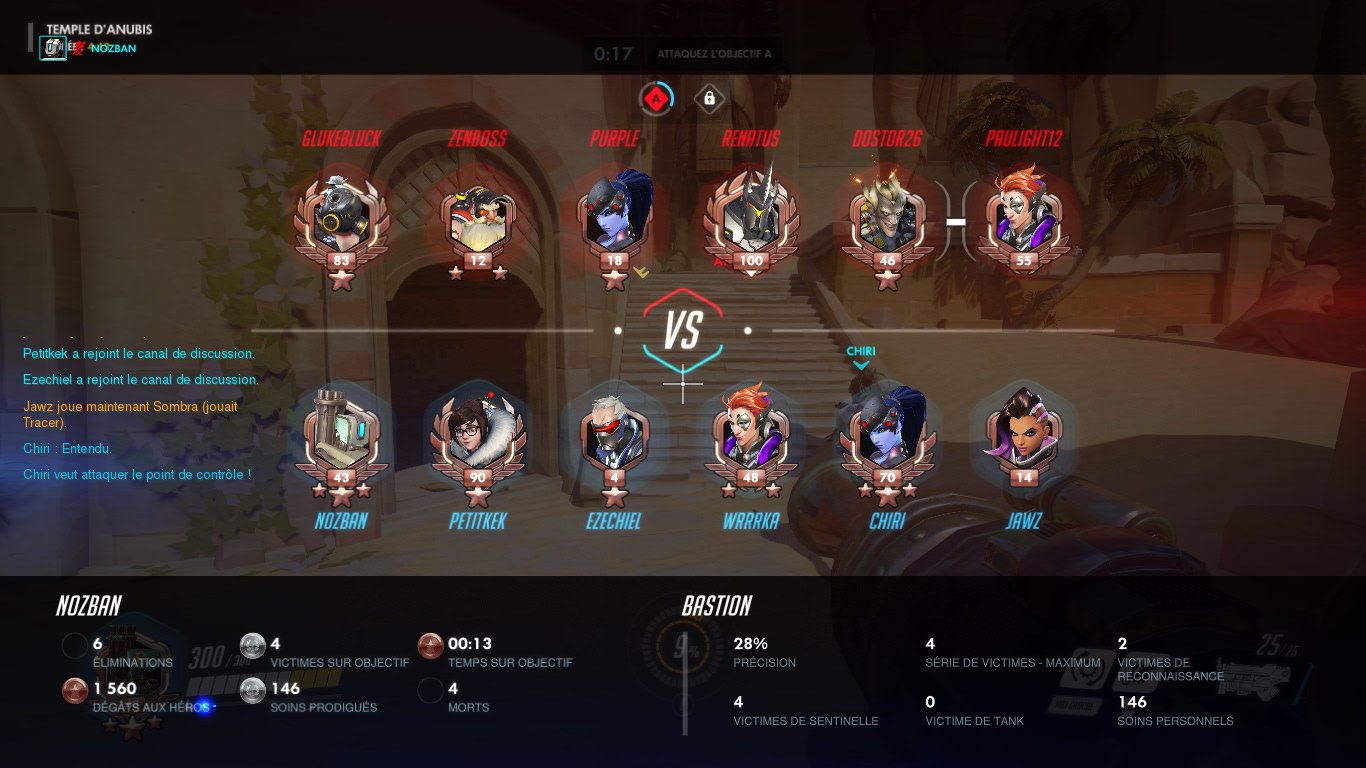 TEMPLE D'ANUBIS
NOZBAN
0:17 ATTAQUEZ L'OBJECTIF A
A
GLUKEBLUCK ZENBOSS PURPLE RENATUS DOSTOR26 PAULIGHT12
83 12 18 100 46 55
VS
CHIRI
Petitkek a rejoint le canal de discussion.
Ezechiel a rejoint le canal de discussion.
Jawz joue maintenant Sombra (jouait
Tracer).
Chiri : Entendu.
Chiri veut attaquer le point de contrôle !
43 90 4 48 70 14
NOZBAN PETITKEK EZECHIEL WRRRKA CHIRI JAWZ
NOZBAN
6
ÉLIMINATIONS
4
VICTIMES SUR OBJECTIF
00:13
TEMPS SUR OBJECTIF
1 560
DÉGÂTS AUX HÉROS
146
SOINS PRODIGUÉS
4
MORTS
300
9%
BASTION
28%
PRÉCISION
4
SÉRIE DE VICTIMES - MAXIMUM
2
VICTIMES DE
RECONNAISSANCE
4
VICTIMES DE SENTINELLE
0
VICTIME DE TANK
146
SOINS PERSONNELS
25/25